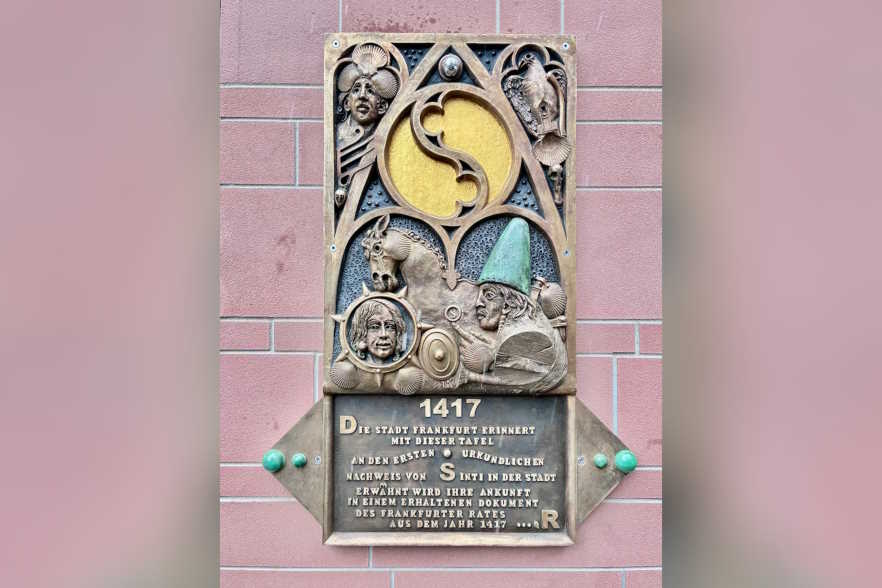 1417
DIE STADT FRANKFURT ERINNERT
MIT DIESER TAFEL
AN DEN ERSTEN URKUNDLICHEN
NACHWEIS VON SINTI IN DER STADT
ERWÄHNT WIRD IHRE ANKUNFT
IN EINEM ERHALTENEN DOKUMENT
DES FRANKFURTER RATES
AUS DEM JAHR 1417 ... R